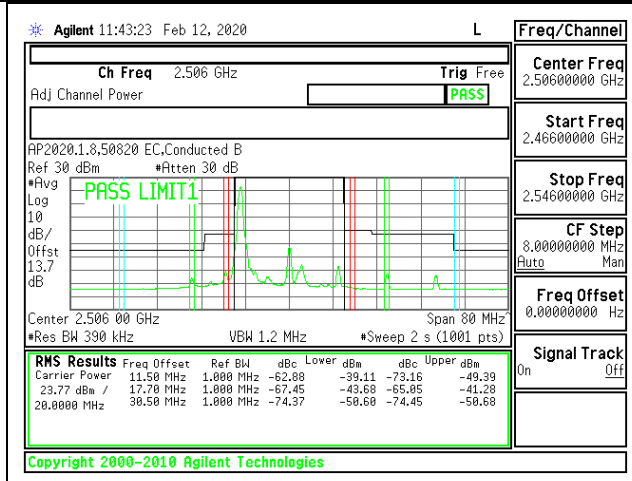 Agilent 11:43:23 Feb 12, 2020 L
Ch Freq 2.506 GHz Trig Free
Adj Channel Power PASS
AP2020.1.8,50820 EC,Conducted B
Ref 30 dBm #Atten 30 dB
#Avg
Log
10
dB/
Offst
13.7
dB
PASS LIMIT1
Center 2.506 00 GHz Span 80 MHz
#Res BW 390 kHz VBW 1.2 MHz #Sweep 2 s (1001 pts)
RMS Results Freq Offset Ref BW dBc Lower dBm dBc Upper dBm
Carrier Power 11.50 MHz 1.000 MHz -62.88 -39.11 -73.16 -49.39
23.77 dBm / 17.70 MHz 1.000 MHz -67.45 -43.68 -65.05 -41.28
20.0000 MHz 30.50 MHz 1.000 MHz -74.37 -50.60 -74.45 -50.68
Copyright 2000-2010 Agilent Technologies
Freq/Channel
Center Freq
2.50600000 GHz
Start Freq
2.46600000 GHz
Stop Freq
2.54600000 GHz
CF Step
8.00000000 MHz
Auto Man
Freq Offset
0.00000000 Hz
Signal Track
On Off